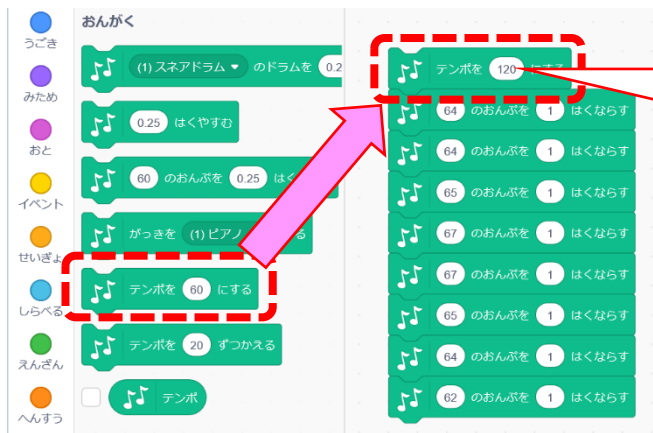 おんがく
うごき
みため
おと
イベント
せいぎょ
しらべる
えんざん
へんすう
(1) スネアドラム のドラムを 0.2
0.25 はくやすむ
60 のおんぷを 0.25 はく
がっきを (1) ピアノ る
テンポを 60 にする
テンポを 20 ずつかえる
テンポ
テンポを 120 にする
64 のおんぷを 1 はくならす
64 のおんぷを 1 はくならす
65 のおんぷを 1 はくならす
67 のおんぷを 1 はくならす
67 のおんぷを 1 はくならす
65 のおんぷを 1 はくならす
64 のおんぷを 1 はくならす
62 のおんぷを 1 はくならす